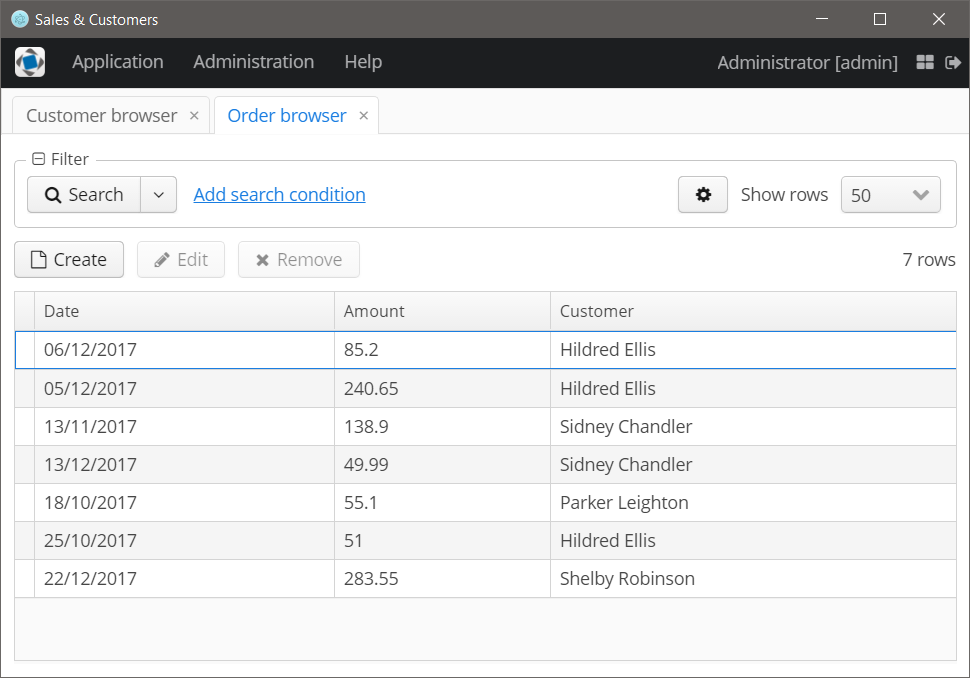 Sales & Customers
Application Administration Help Administrator [admin]
Customer browser × Order browser ×
Filter
Search Add search condition Show rows 50
Create Edit Remove 7 rows
Date Amount Customer
06/12/2017 85.2 Hildred Ellis
05/12/2017 240.65 Hildred Ellis
13/11/2017 138.9 Sidney Chandler
13/12/2017 49.99 Sidney Chandler
18/10/2017 55.1 Parker Leighton
25/10/2017 51 Hildred Ellis
22/12/2017 283.55 Shelby Robinson